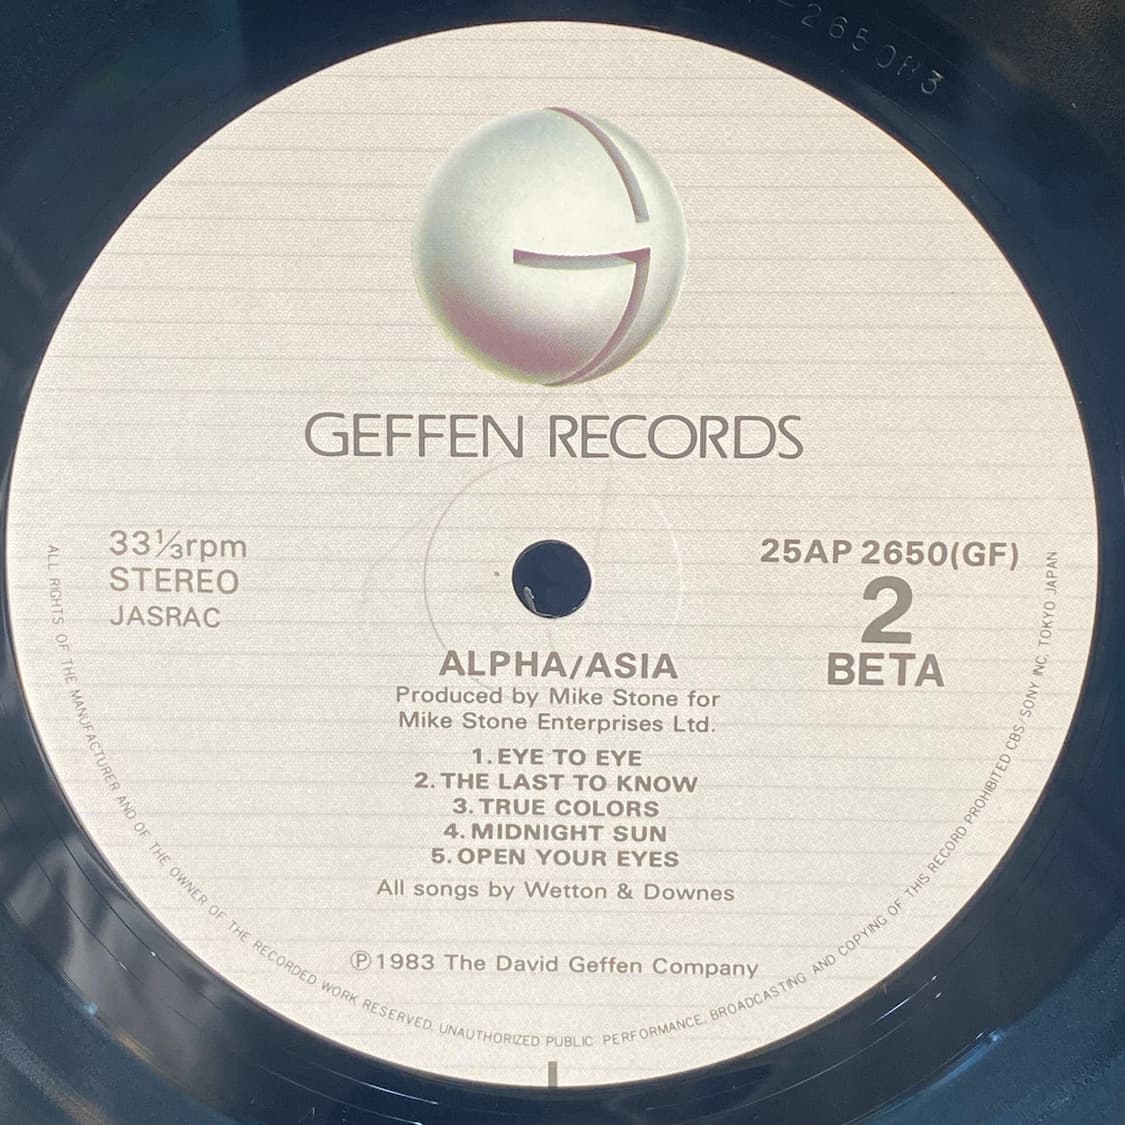 265083
GEFFEN RECORDS
33⅓rpm
STEREO
JASRAC
25AP 2650(GF)
2
BETA
ALPHA/ASIA
Produced by Mike Stone for
Mike Stone Enterprises Ltd.
1. EYE TO EYE
2. THE LAST TO KNOW
3. TRUE COLORS
4. MIDNIGHT SUN
5. OPEN YOUR EYES
All songs by Wetton & Downes
Ⓟ1983 The David Geffen Company
ALL RIGHTS OF THE MANUFACTURER AND OF THE OWNER OF THE RECORDED WORK RESERVED. UNAUTHORIZED PUBLIC PERFORMANCE, BROADCASTING AND COPYING OF THIS RECORD PROHIBITED CBS/SONY INC. TOKYO JAPAN